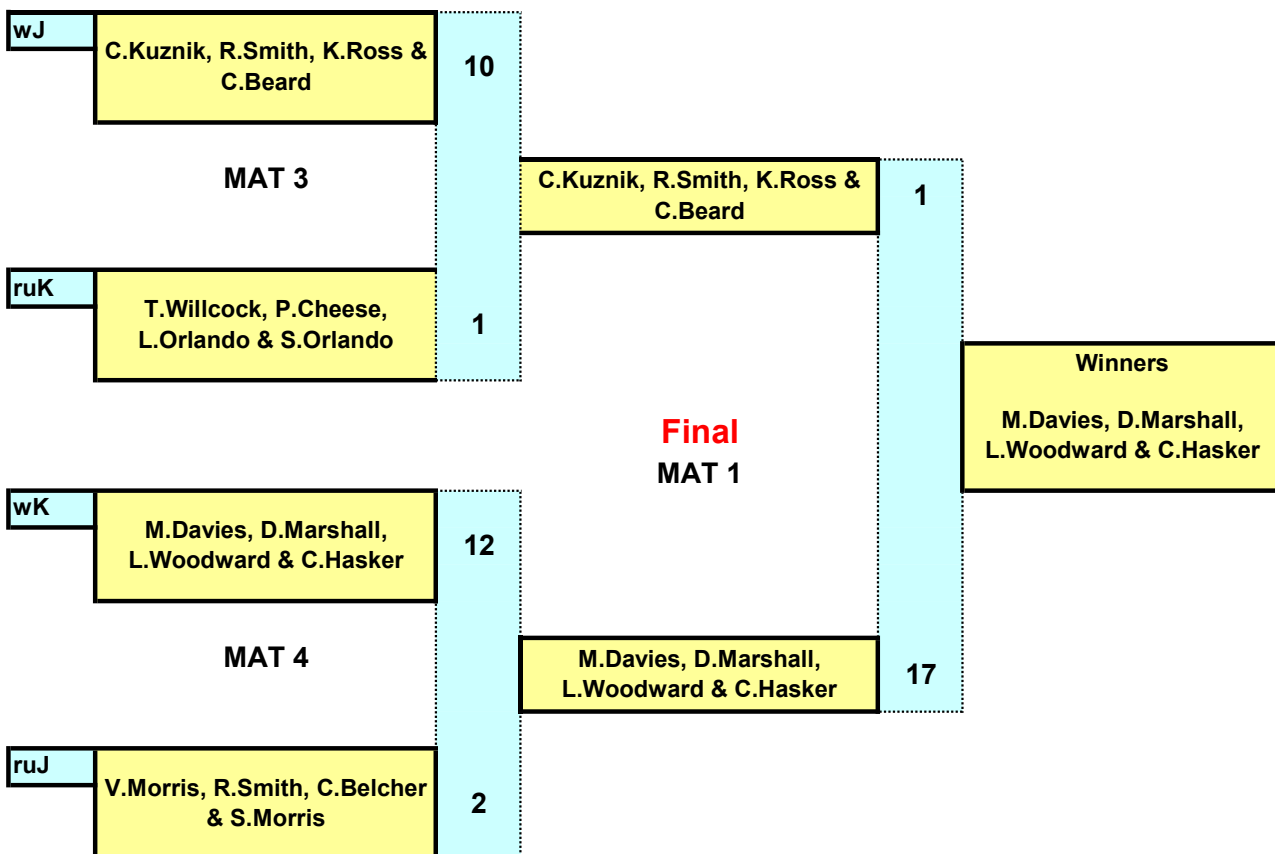 wJ
C.Kuznik, R.Smith, K.Ross &
C.Beard
10
MAT 3
C.Kuznik, R.Smith, K.Ross &
C.Beard
1
ruK
T.Willcock, P.Cheese,
L.Orlando & S.Orlando
1
Winners
M.Davies, D.Marshall,
L.Woodward & C.Hasker
Final
MAT 1
wK
M.Davies, D.Marshall,
L.Woodward & C.Hasker
12
MAT 4
M.Davies, D.Marshall,
L.Woodward & C.Hasker
17
ruJ
V.Morris, R.Smith, C.Belcher
& S.Morris
2